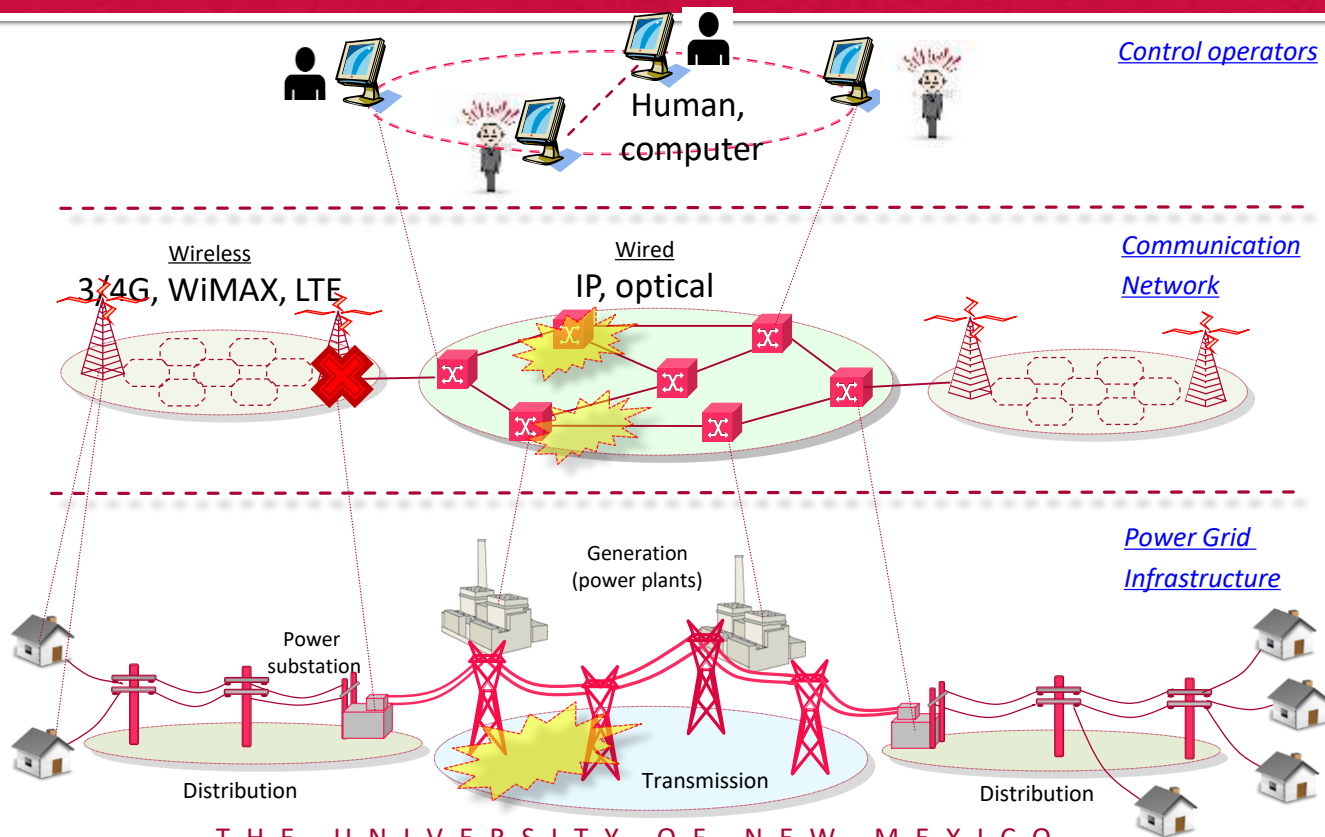 Control operators
Human,
computer
Wireless
3/4G, WiMAX, LTE
Wired
IP, optical
Communication
Network
Power Grid
Infrastructure
Generation
(power plants)
Power
substation
Distribution
Transmission
Distribution
THE UNIVERSITY OF NEW MEXICO